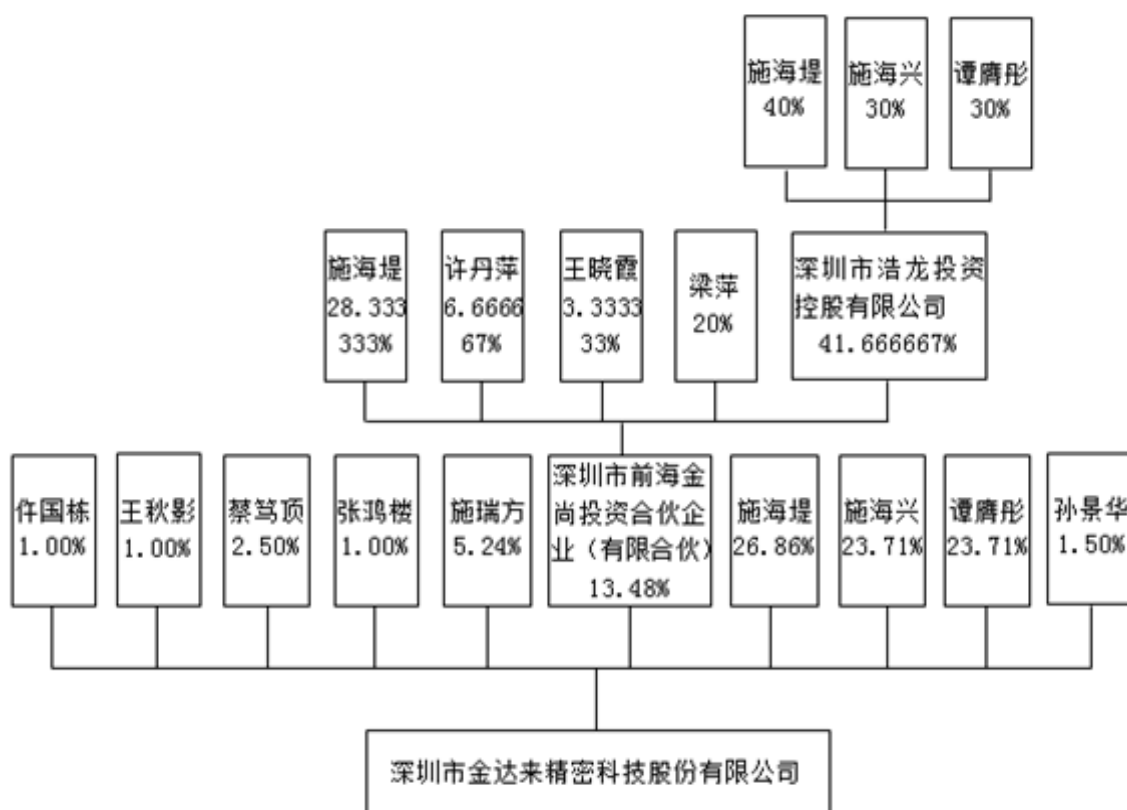 施海堤
40%
施海兴
30%
谭腾彤
30%
施海堤
28.333
333%
许丹萍
6.6666
67%
王晓霞
3.3333
33%
梁萍
20%
深圳市浩龙投资
控股有限公司
41.666667%
仵国栋
1.00%
王秋影
1.00%
蔡笃顶
2.50%
张鸿楼
1.00%
施瑞方
5.24%
深圳市前海金
尚投资合伙企
业（有限合伙）
13.48%
施海堤
26.86%
施海兴
23.71%
谭腾彤
23.71%
孙景华
1.50%
深圳市金达来精密科技股份有限公司